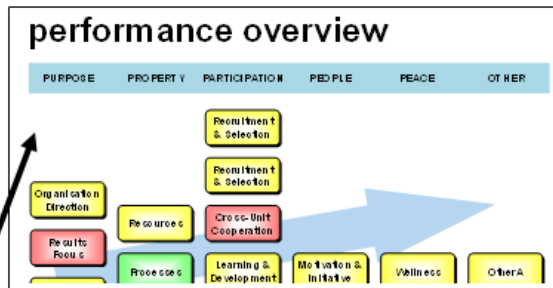 performance overview
PURPOSE PROPERTY PARTICIPATION PEOPLE PEACE OTHER
Recruitment
& Selection
Recruitment
& Selection
Organisation
Direction
Resources
Cross-Unit
Cooperation
Results
Focus
Processes
Learning &
Development
Motivation &
Initiative
Wellness
OtherA